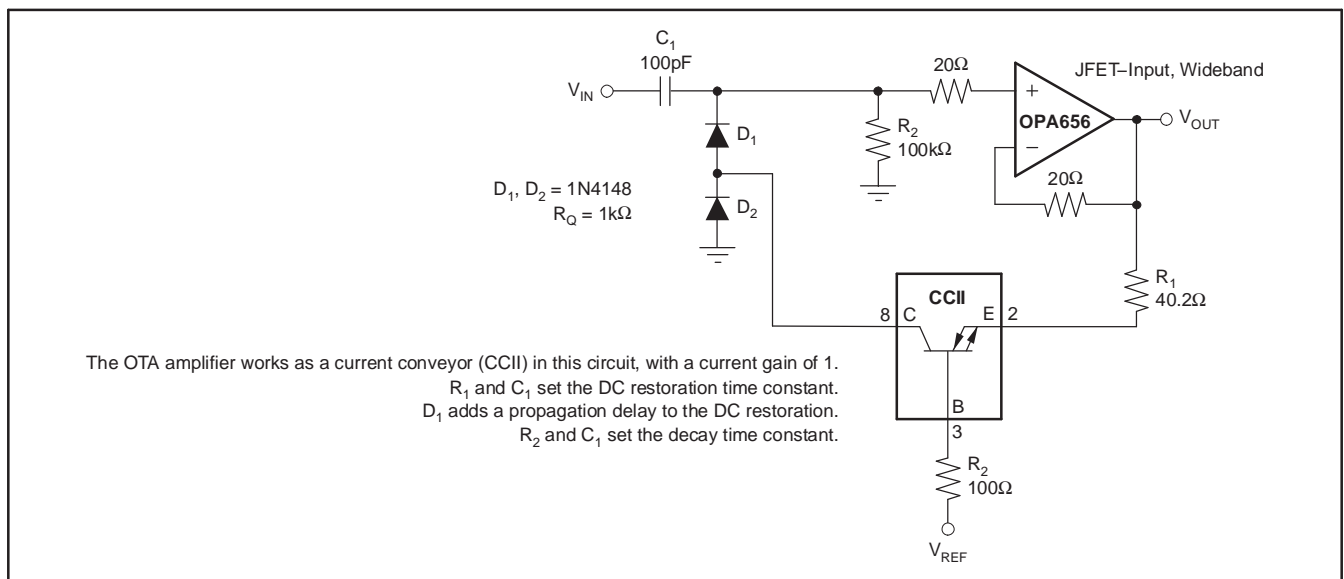 C1
100pF
VIN
D1
D2
D1, D2 = 1N4148
RQ = 1kΩ
R2
100kΩ
20Ω
JFET–Input, Wideband
+
OPA656
–
VOUT
20Ω
R1
40.2Ω
CCII
8 C
E 2
B
3
R2
100Ω
VREF
The OTA amplifier works as a current conveyor (CCII) in this circuit, with a current gain of 1.
R1 and C1 set the DC restoration time constant.
D1 adds a propagation delay to the DC restoration.
R2 and C1 set the decay time constant.